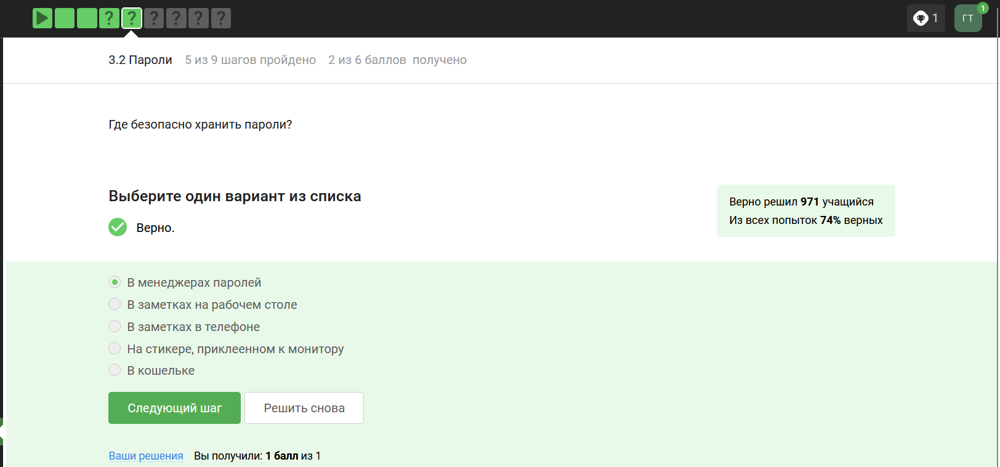 ? ? ? ? ? ?
1
ГТ
1
3.2 Пароли 5 из 9 шагов пройдено 2 из 6 баллов получено
Где безопасно хранить пароли?
Выберите один вариант из списка
Верно.
Верно решил 971 учащийся
Из всех попыток 74% верных
В менеджерах паролей
В заметках на рабочем столе
В заметках в телефоне
На стикере, приклеенном к монитору
В кошельке
Следующий шаг
Решить снова
Ваши решения Вы получили: 1 балл из 1